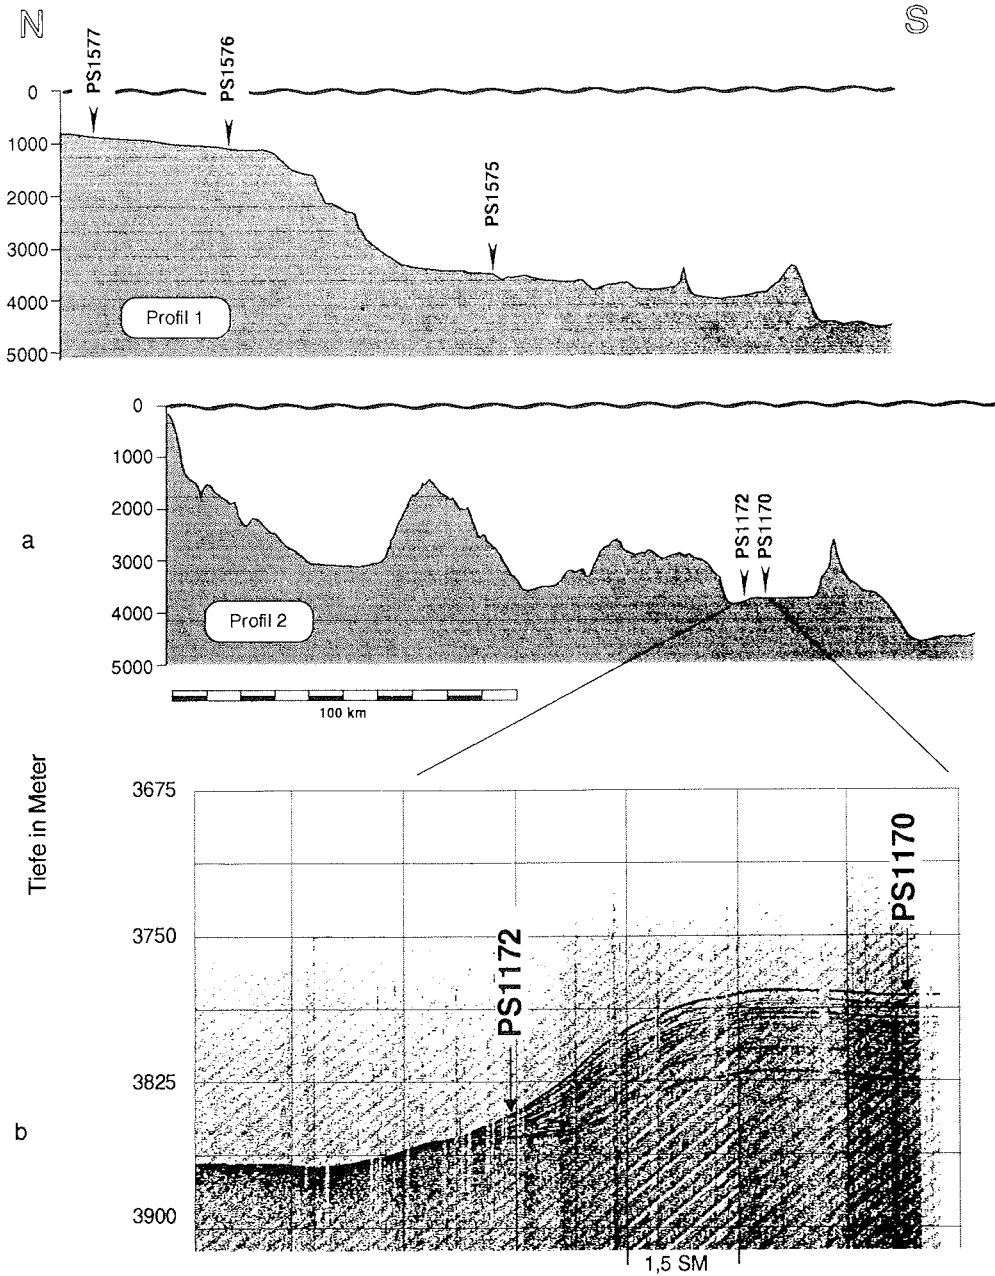 N
S
PS1577
PS1576
PS1575
0
1000
2000
3000
4000
5000
Profil 1
a
0
1000
2000
3000
4000
5000
PS1172
PS1170
Profil 2
100 km
Tiefe in Meter
3675
3750
3825
3900
PS1172
PS1170
b
1,5 SM